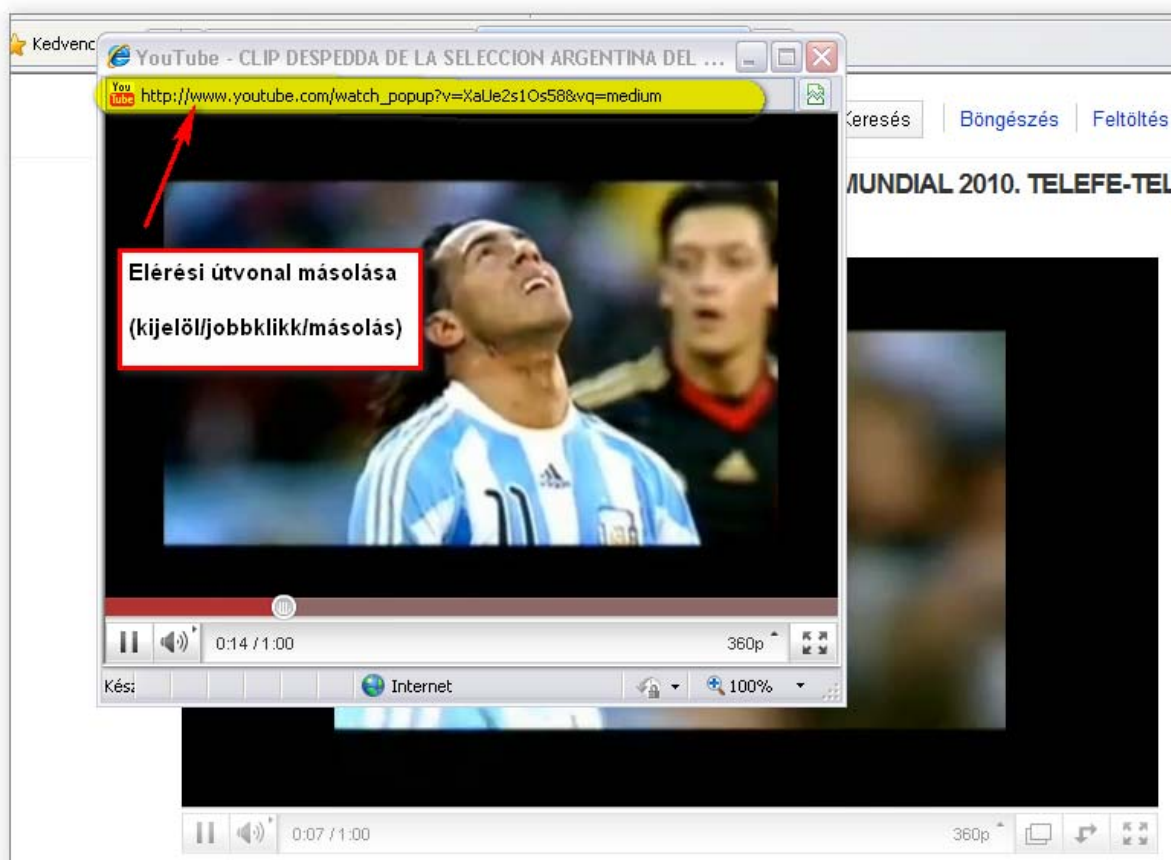 Kedvenc
YouTube - CLIP DESPEDDA DE LA SELECCION ARGENTINA DEL ...
You Tube
http://www.youtube.com/watch_popup?v=XaUe2s1Os58&vq=medium
Keresés Böngészés Feltöltés
MUNDIAL 2010. TELEFE-TEL
Elérési útvonal másolása
(kijelöl/jobbklikk/másolás)
adidas
11
0:14 / 1:00 360p
Kész Internet 100%
0:07 / 1:00 360p